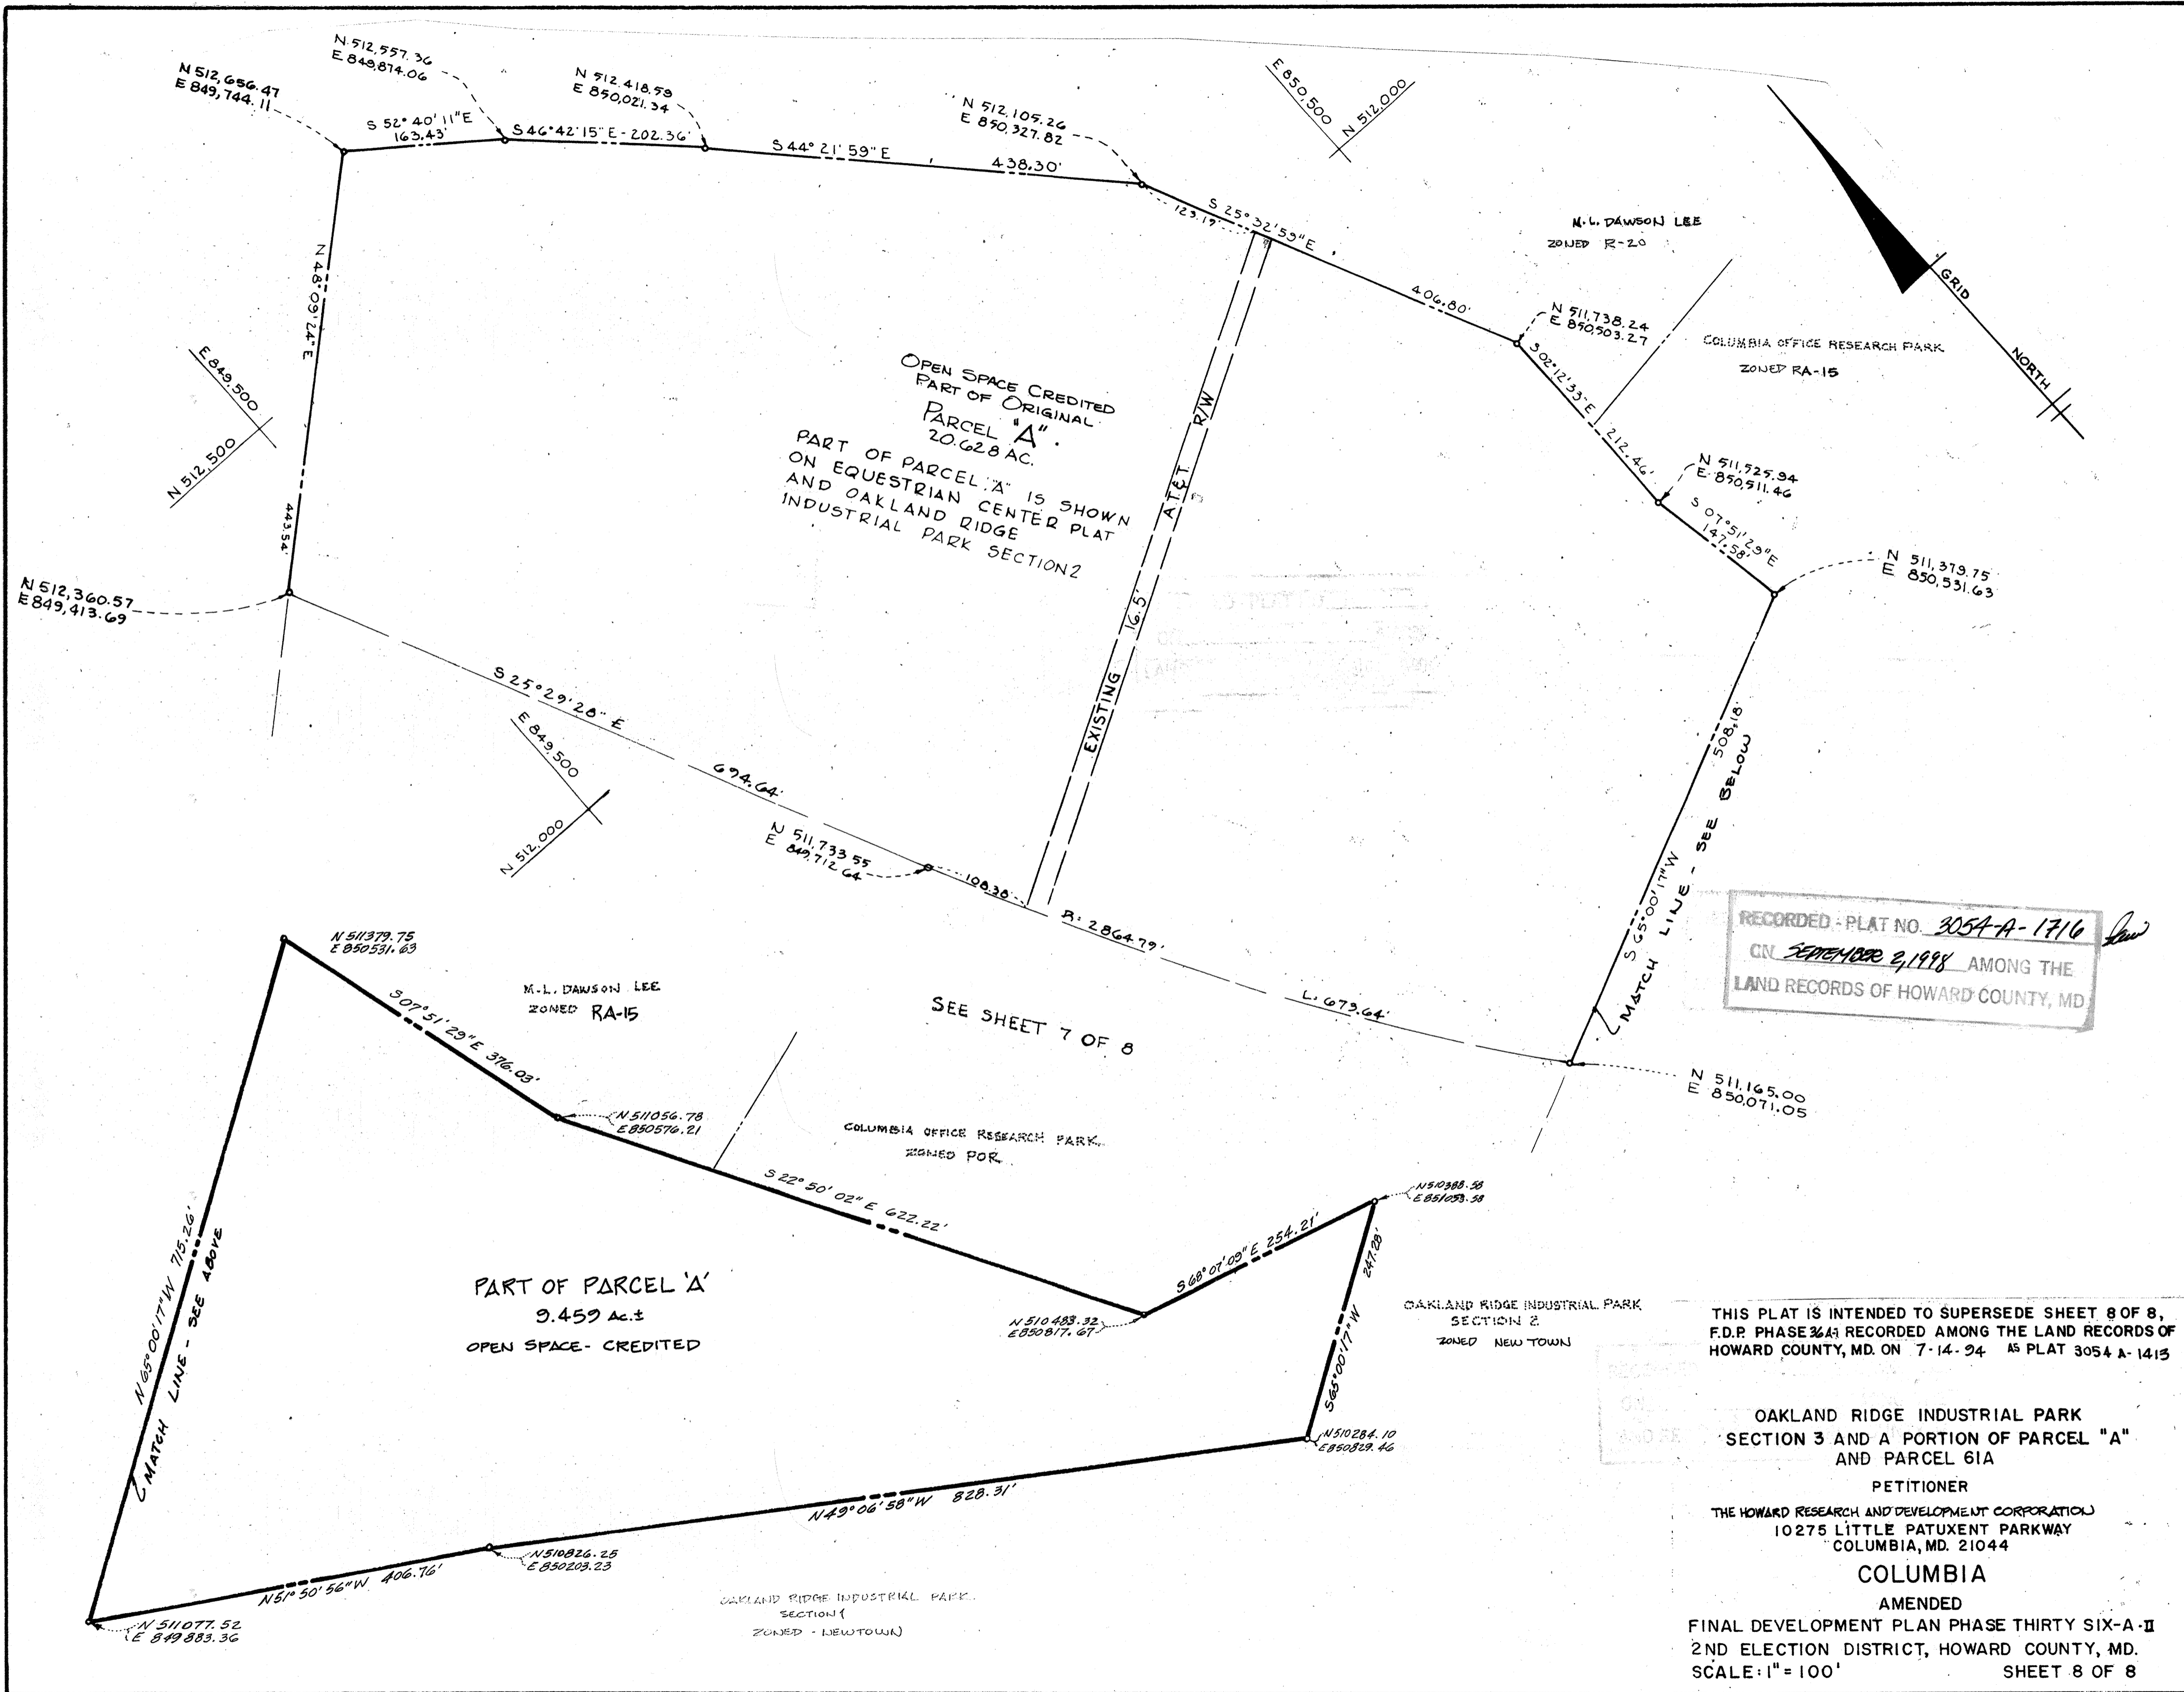 N 512,557.36
E 849,874.06
N 512,656.47
E 849,744.11
N 512,418.59
E 850,021.34
N 512,105.26
E 850,327.82
E 850,500
N 512,000
S 52° 40' 11" E
163.43'
S 46° 42' 15" E - 202.36'
S 44° 21' 59" E
438.30'
123.19'
S 25° 32' 59" E
406.80'
M.L. DAWSON LEE
ZONED R-20
GRID
NORTH
N 511,738.24
E 850,503.27
COLUMBIA OFFICE RESEARCH PARK
ZONED RA-15
S 02° 12' 33" E
212.46'
N 511,525.94
E 850,511.46
S 07° 51' 29" E
147.58'
N 511,379.75
E 850,531.63
N 48° 09' 24" E
443.54'
E 849,500
N 512,500
N 512,360.57
E 849,413.69
OPEN SPACE CREDITED
PART OF ORIGINAL
PARCEL "A"
20.628 AC.
PART OF PARCEL "A" IS SHOWN
ON EQUESTRIAN CENTER PLAT
AND OAKLAND RIDGE
INDUSTRIAL PARK SECTION 2
EXISTING 16.5' A.T.&T. R/W
S 25° 29' 28" E
694.64'
E 849,500
N 512,000
N 511,733.55
E 849,712.64
108.38'
R: 2864.79'
L: 679.64'
S 65° 00' 17" W
508.18'
MATCH LINE - SEE BELOW
N 511,165.00
E 850,071.05
RECORDED - PLAT NO. 3054-A-1716
ON SEPTEMBER 2, 1998 AMONG THE
LAND RECORDS OF HOWARD COUNTY, MD
SEE SHEET 7 OF 8
N 511379.75
E 850531.63
M.L. DAWSON LEE
ZONED RA-15
S 07° 51' 29" E 376.03'
N 511056.78
E 850576.21
COLUMBIA OFFICE RESEARCH PARK
ZONED POR
S 22° 50' 02" E 622.22'
N 510388.58
E 851053.58
S 68° 07' 09" E 254.21'
247.28'
S 65° 00' 17" W
N 510483.32
E 850817.67
OAKLAND RIDGE INDUSTRIAL PARK
SECTION 2
ZONED NEW TOWN
N 65° 00' 17" W 715.26'
MATCH LINE - SEE ABOVE
PART OF PARCEL 'A'
9.459 Ac.±
OPEN SPACE - CREDITED
N 510284.10
E 850829.46
N 49° 06' 58" W 828.31'
N 510826.25
E 850203.23
N 51° 50' 56" W 406.76'
N 511077.52
E 849883.36
OAKLAND RIDGE INDUSTRIAL PARK
SECTION 1
ZONED - NEWTOWN
THIS PLAT IS INTENDED TO SUPERSEDE SHEET 8 OF 8,
F.D.P. PHASE RECORDED AMONG THE LAND RECORDS OF
HOWARD COUNTY, MD. ON 7-14-94 AS PLAT 3054 A-1413
OAKLAND RIDGE INDUSTRIAL PARK
SECTION 3 AND A PORTION OF PARCEL "A"
AND PARCEL 61A
PETITIONER
THE HOWARD RESEARCH AND DEVELOPMENT CORPORATION
10275 LITTLE PATUXENT PARKWAY
COLUMBIA, MD. 21044
COLUMBIA
AMENDED
FINAL DEVELOPMENT PLAN PHASE THIRTY SIX-A-II
2ND ELECTION DISTRICT, HOWARD COUNTY, MD.
SCALE: 1" = 100'
SHEET 8 OF 8